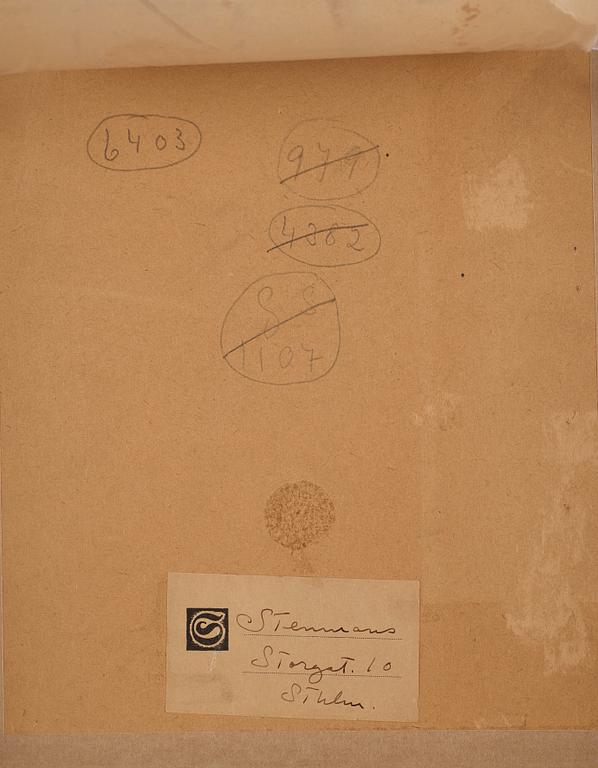 6403
979
4382
S S
1107
Stenmans
Storgat. 10
Sthlm.